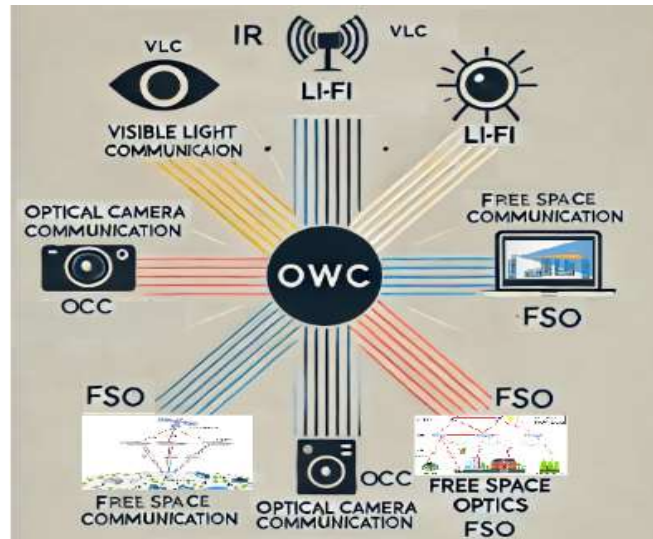 VLC
IR
VLC
LI-FI
LI-FI
VISIBLE LIGHT
COMMUNICAION
OPTICAL CAMERA
COMMUNICATION
FREE SPACE
COMMUNICATION
OWC
OCC
FSO
FSO
FSO
OCC
FREE SPACE
COMMUNICATION
OPTICAL CAMERA
COMMUNICATION
FREE SPACE
OPTICS
FSO